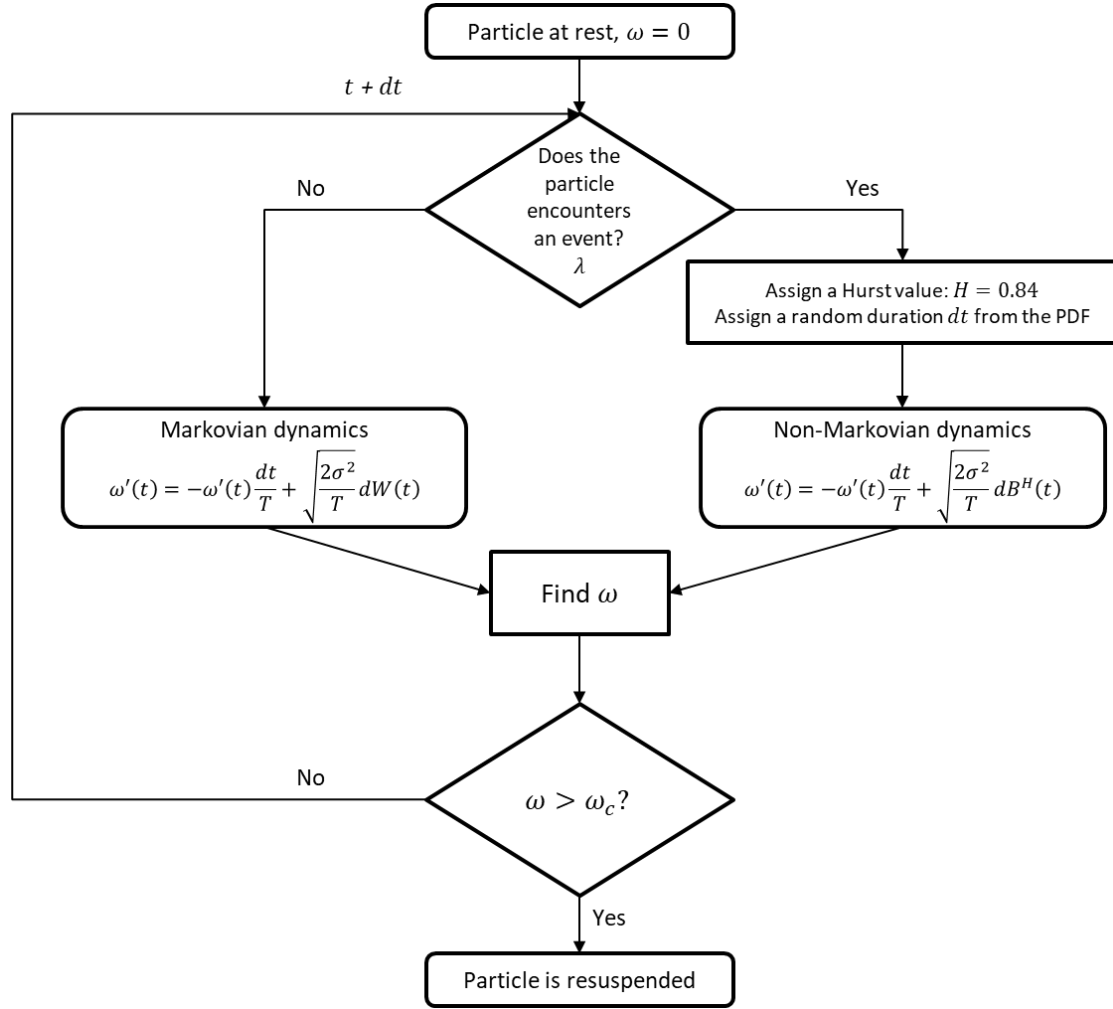 Particle at rest, ω = 0
t + dt
Does the
particle
encounters
an event?
λ
No
Yes
Assign a Hurst value: H = 0.84
Assign a random duration dt from the PDF
Markovian dynamics
ω′(t) = −ω′(t) dt/T + √(2σ²/T) dW(t)
Non-Markovian dynamics
ω′(t) = −ω′(t) dt/T + √(2σ²/T) dB^H(t)
Find ω
No
ω > ω_c?
Yes
Particle is resuspended